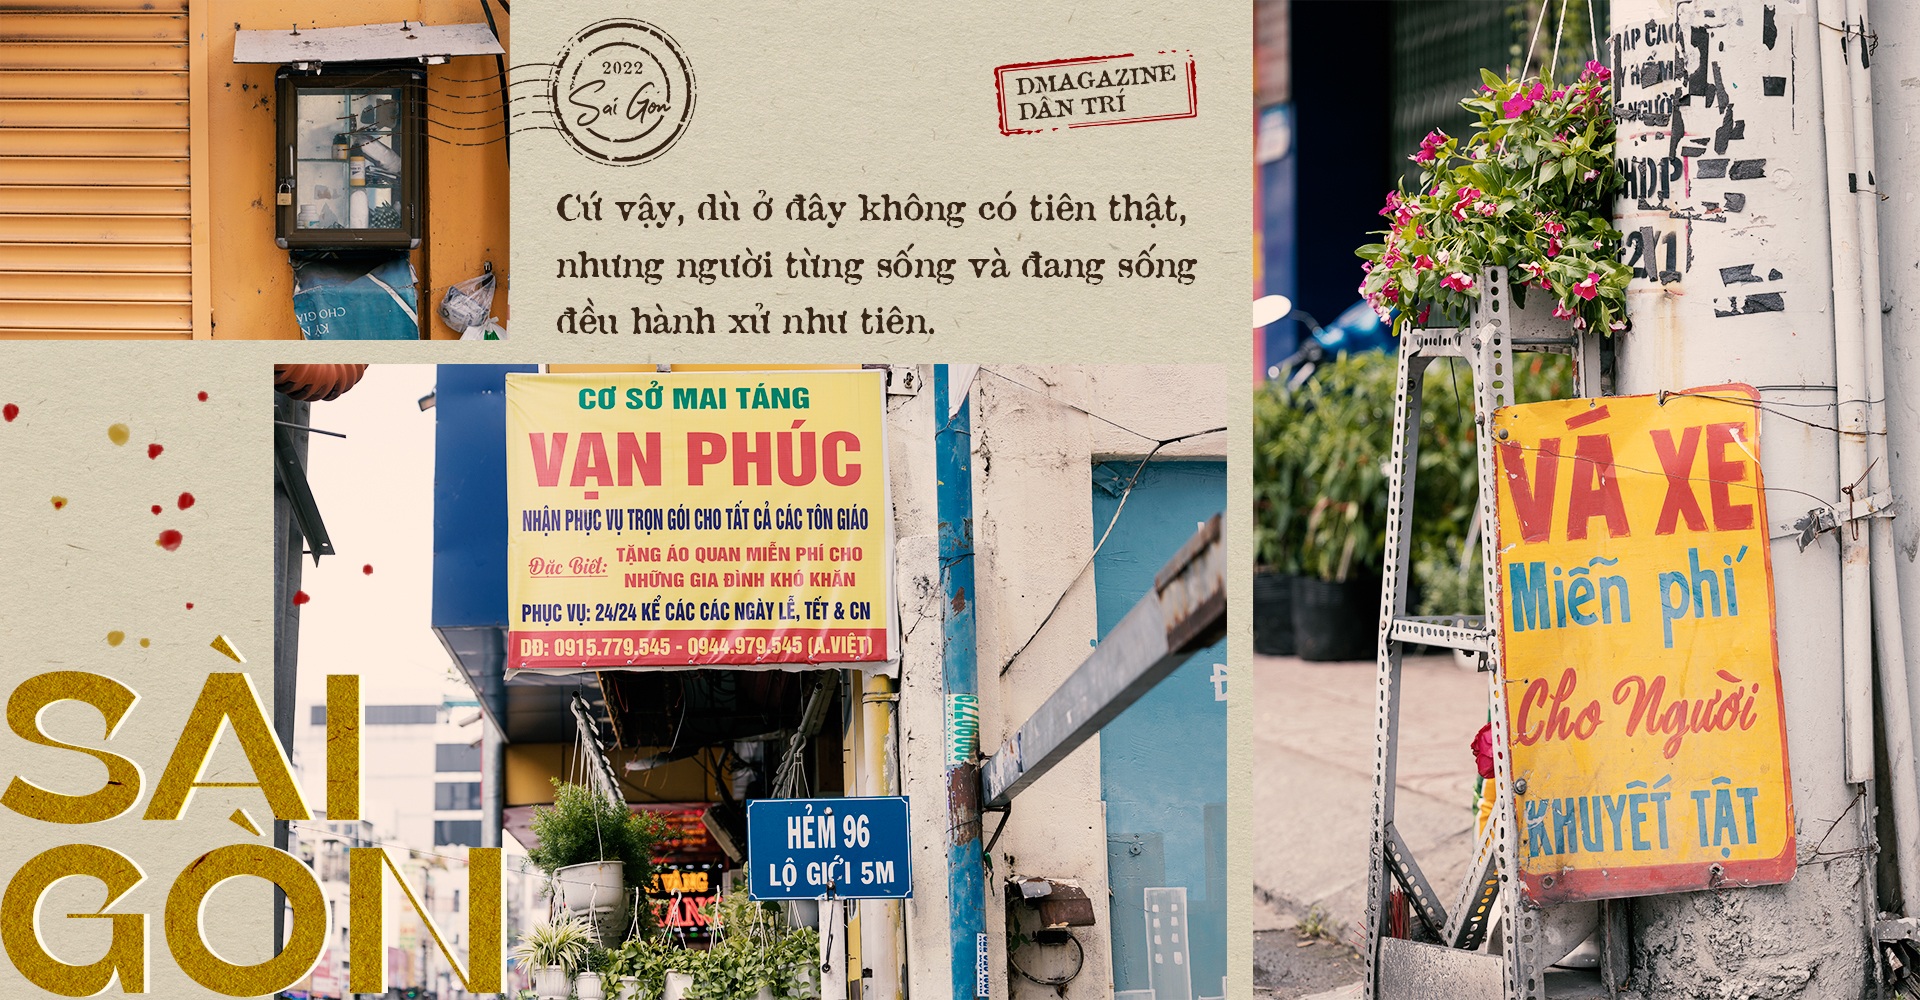 2022
Sài Gòn
DMAGAZINE
DÂN TRÍ
Cứ vậy, dù ở đây không có tiên thật,
nhưng người từng sống và đang sống
đều hành xử như tiên.
CHO GIA
CƠ SỞ MAI TÁNG
VẠN PHÚC
NHẬN PHỤC VỤ TRỌN GÓI CHO TẤT CẢ CÁC TÔN GIÁO
Đặc Biệt: TẶNG ÁO QUAN MIỄN PHÍ CHO
NHỮNG GIA ĐÌNH KHÓ KHĂN
PHỤC VỤ: 24/24 KỂ CÁC CÁC NGÀY LỄ, TẾT & CN
DĐ: 0915.779.545 - 0944.979.545 (A.VIỆT)
HẺM 96
LỘ GIỚI 5M
SÀI
GÒN
HDP
VÁ XE
Miễn phí
Cho Người
KHUYẾT TẬT